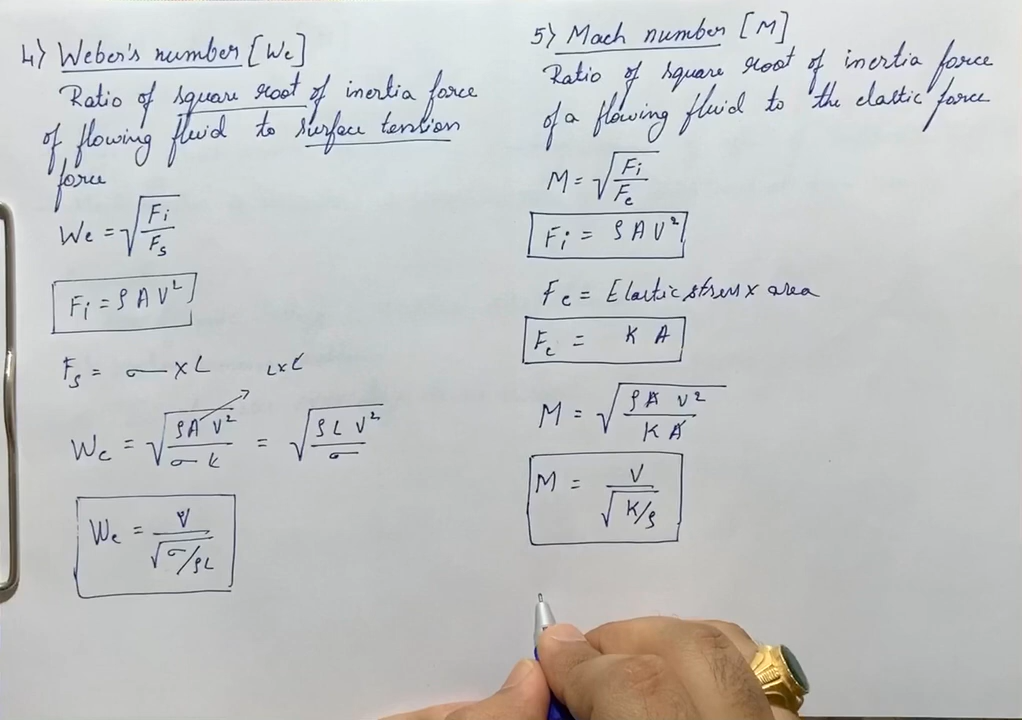 4) Weber's number [We]
Ratio of square root of inertia force
of flowing fluid to surface tension
force
We = √(Fi/Fs)
Fi = ρ A V²
Fs = σ × L
L×L
We = √(ρA V²/σ L) = √(ρ L V²/σ)
We = V/√(σ/ρL)
5) Mach number [M]
Ratio of square root of inertia force
of a flowing fluid to the elastic force
M = √(Fi/Fe)
Fi = ρ A V²
Fe = Elastic stress × area
Fe = K A
M = √(ρ A V²/K A)
M = V/√(K/ρ)